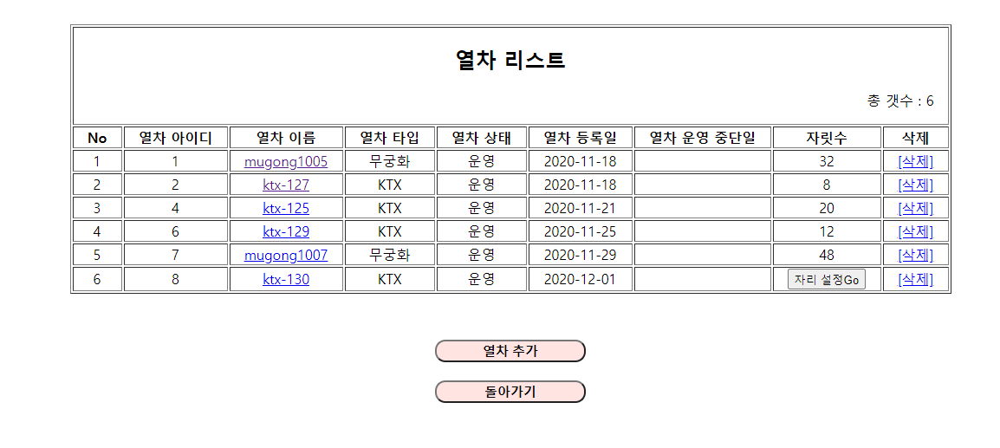 열차 리스트
총 갯수 : 6
No 열차 아이디 열차 이름 열차 타입 열차 상태 열차 등록일 열차 운영 중단일 자릿수 삭제
1 1 mugong1005 무궁화 운영 2020-11-18 32 [삭제]
2 2 ktx-127 KTX 운영 2020-11-18 8 [삭제]
3 4 ktx-125 KTX 운영 2020-11-21 20 [삭제]
4 6 ktx-129 KTX 운영 2020-11-25 12 [삭제]
5 7 mugong1007 무궁화 운영 2020-11-29 48 [삭제]
6 8 ktx-130 KTX 운영 2020-12-01 자리 설정Go [삭제]
열차 추가
돌아가기